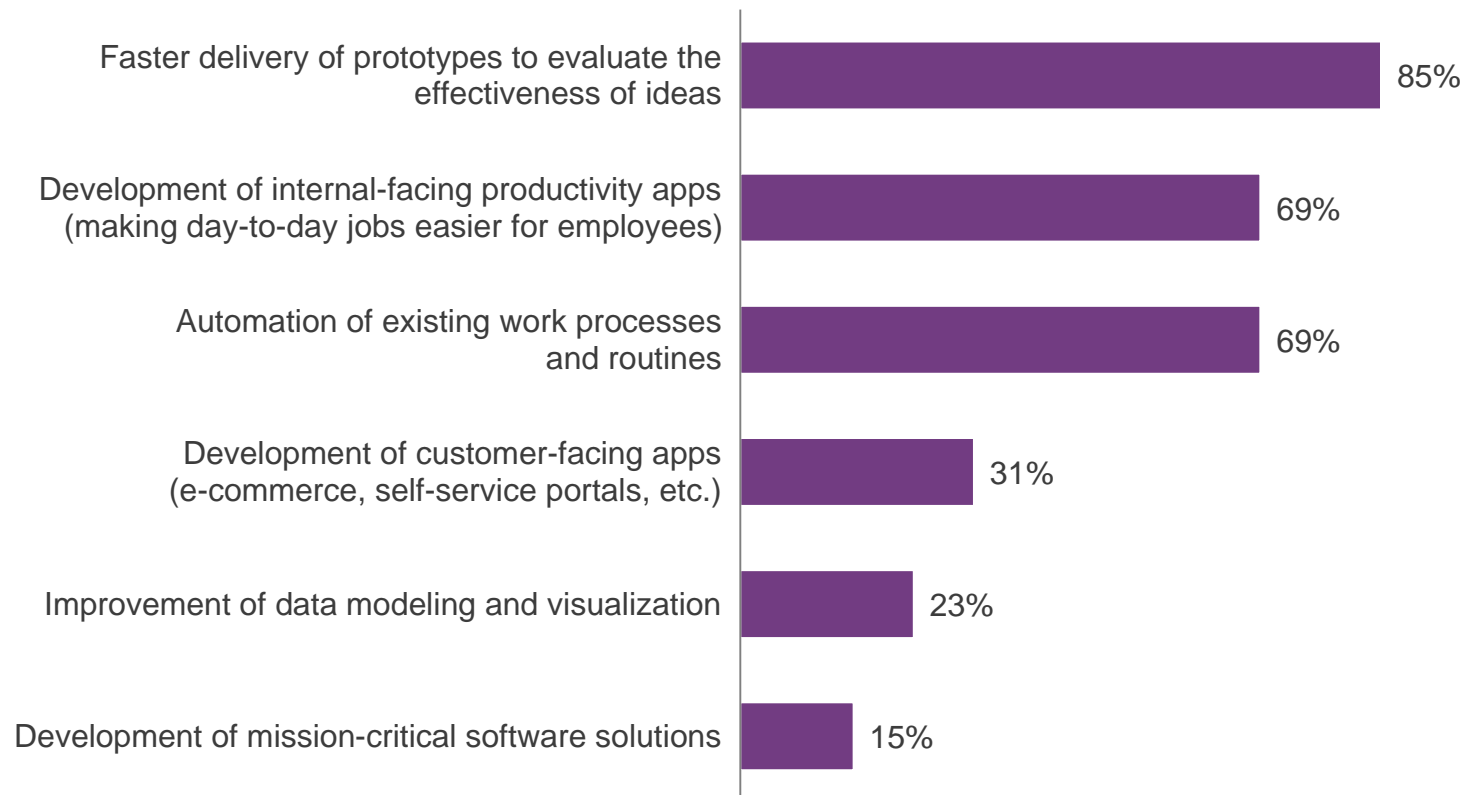 Faster delivery of prototypes to evaluate the
effectiveness of ideas
85%
Development of internal-facing productivity apps
(making day-to-day jobs easier for employees)
69%
Automation of existing work processes
and routines
69%
Development of customer-facing apps
(e-commerce, self-service portals, etc.)
31%
Improvement of data modeling and visualization
23%
Development of mission-critical software solutions
15%